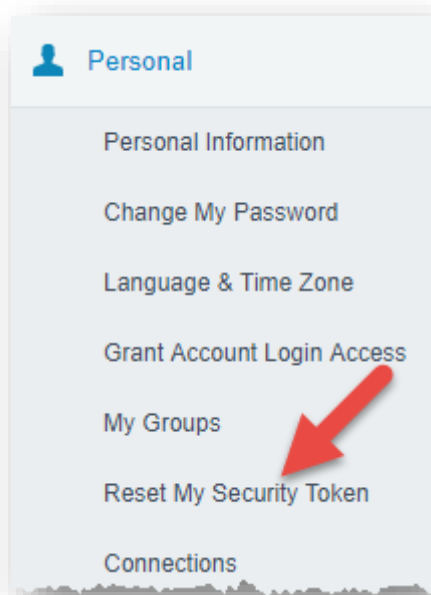 Personal
Personal Information
Change My Password
Language & Time Zone
Grant Account Login Access
My Groups
Reset My Security Token
Connections